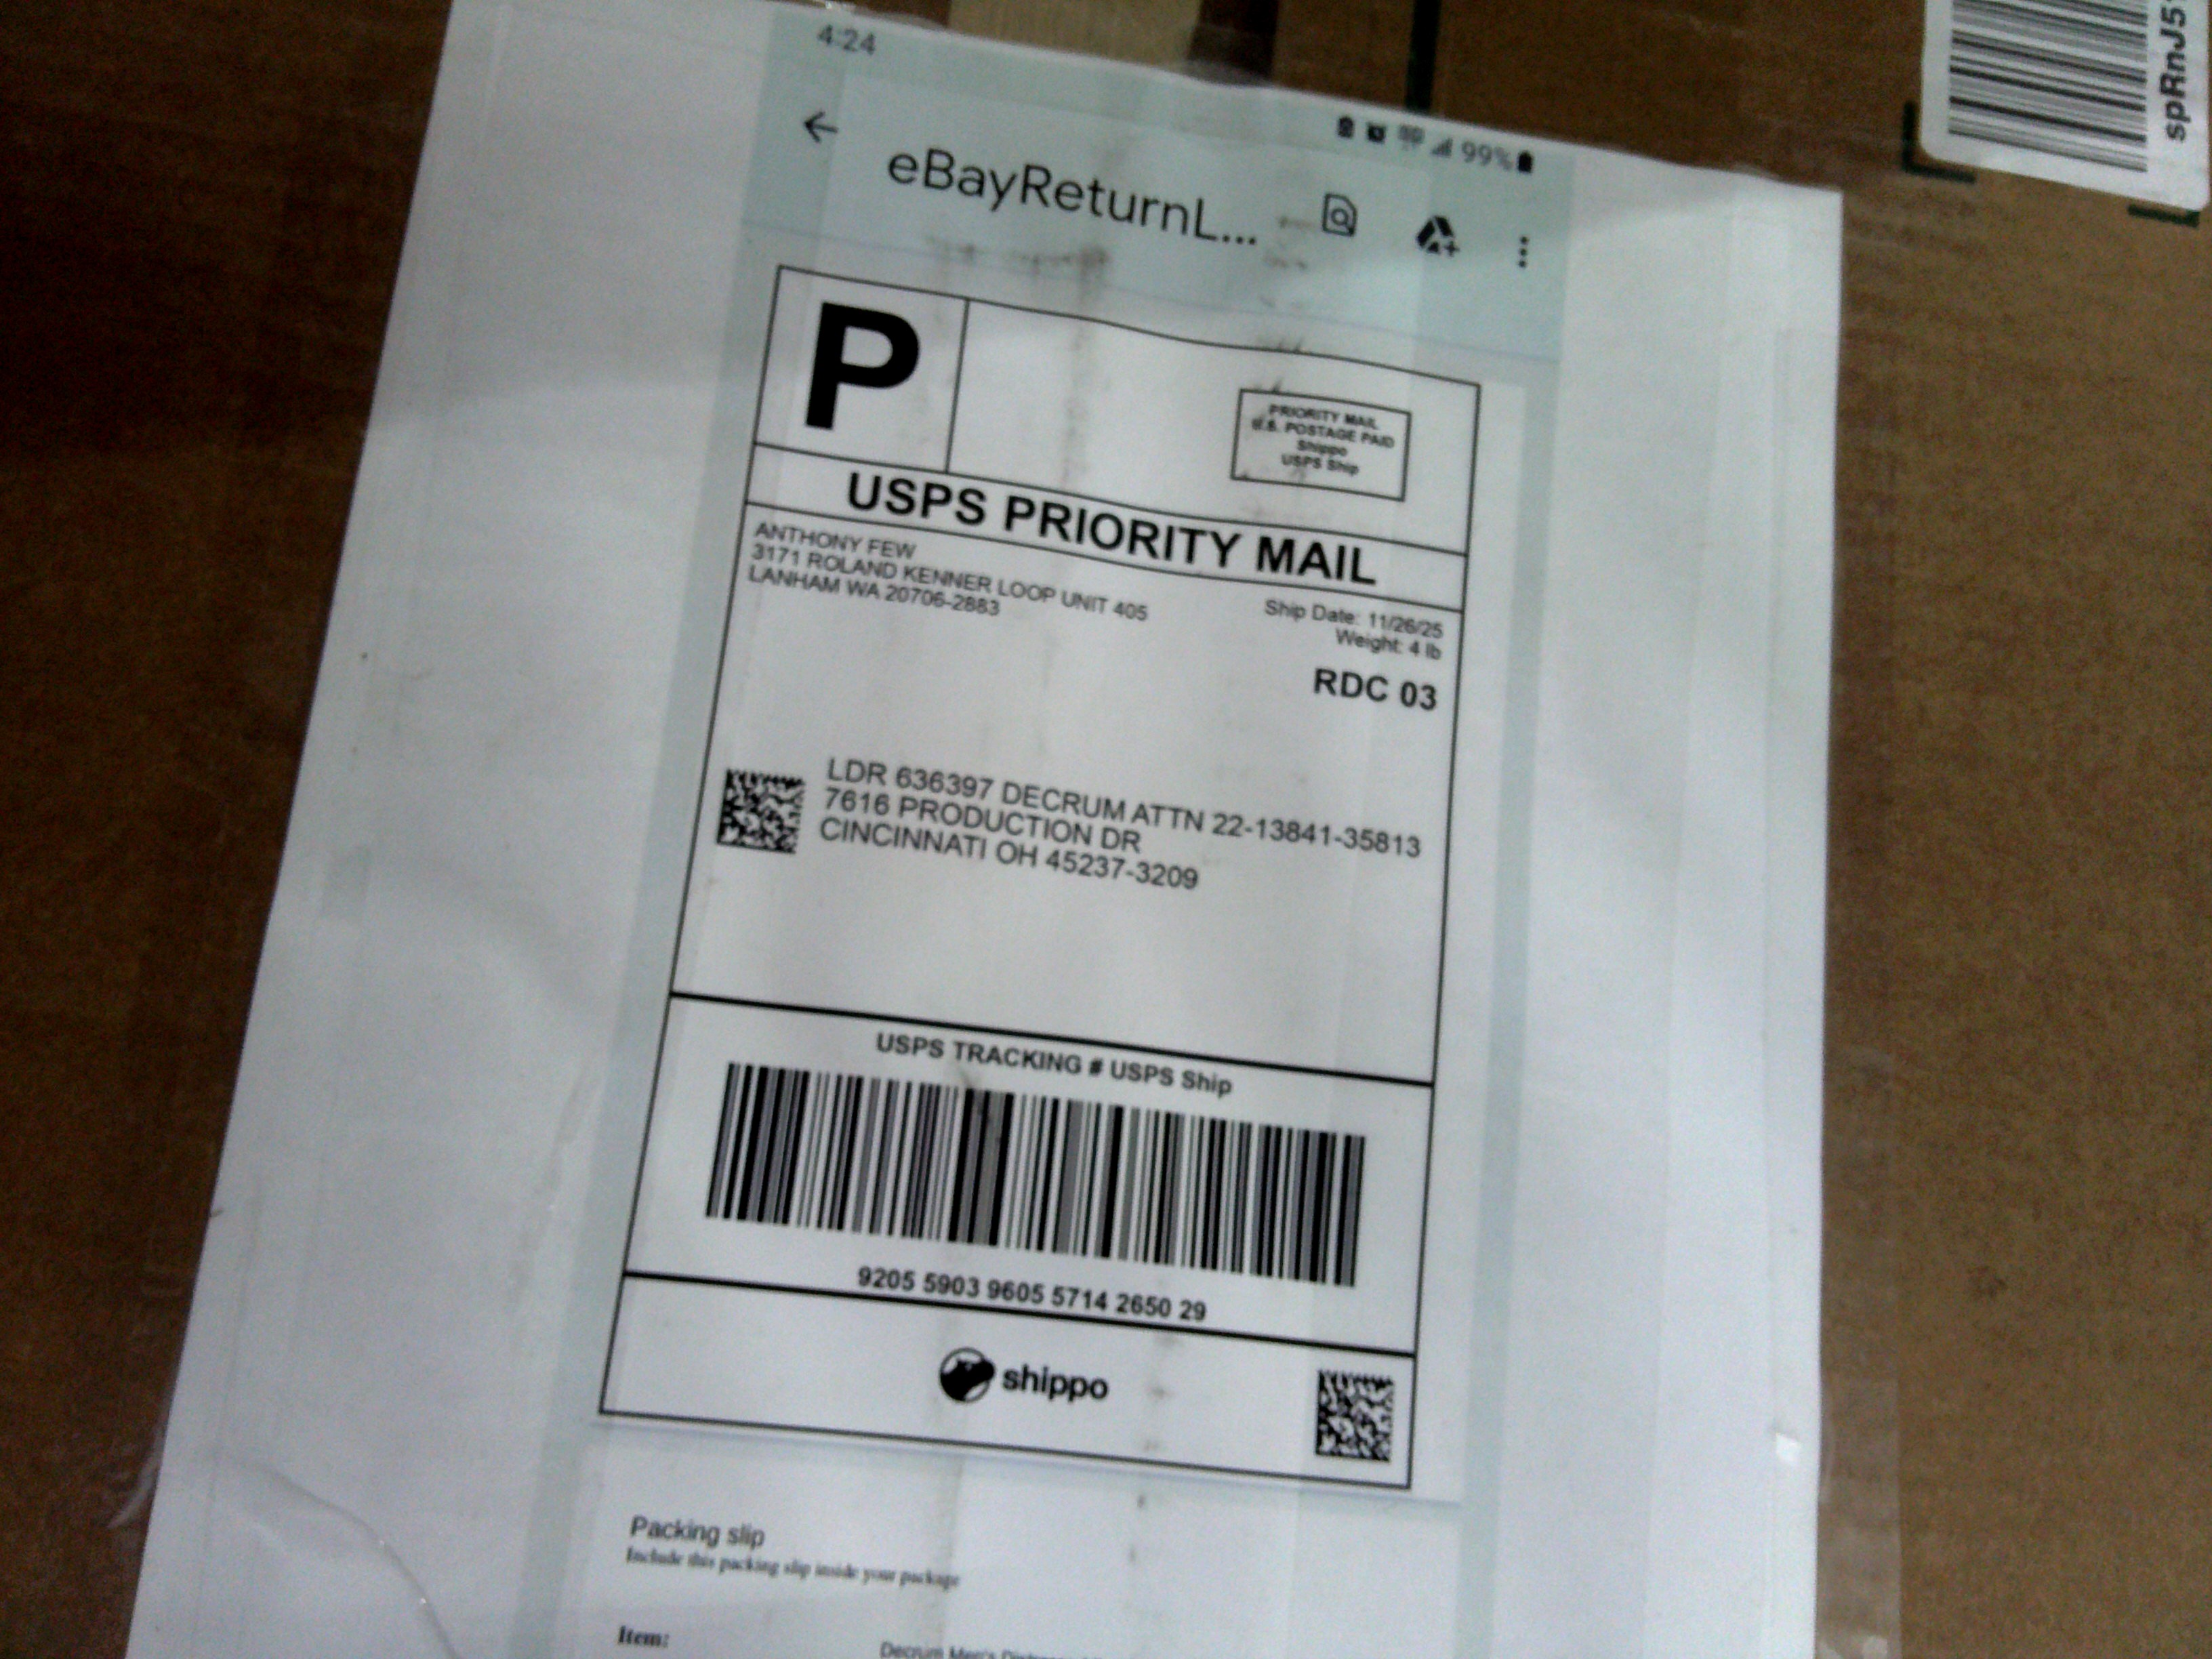 4:24
99%
eBayReturnL...
P
PRIORITY MAIL
U.S. POSTAGE PAID
Shippo
USPS Ship
USPS PRIORITY MAIL
ANTHONY FEW
3171 ROLAND KENNER LOOP UNIT 405
LANHAM WA 20706-2883
Ship Date: 11/26/25
Weight: 4 lb
RDC 03
LDR 636397 DECRUM ATTN 22-13841-35813
7616 PRODUCTION DR
CINCINNATI OH 45237-3209
USPS TRACKING # USPS Ship
9205 5903 9605 5714 2650 29
shippo
Packing slip
Include this packing slip inside your package
Item:
Decrum Men's